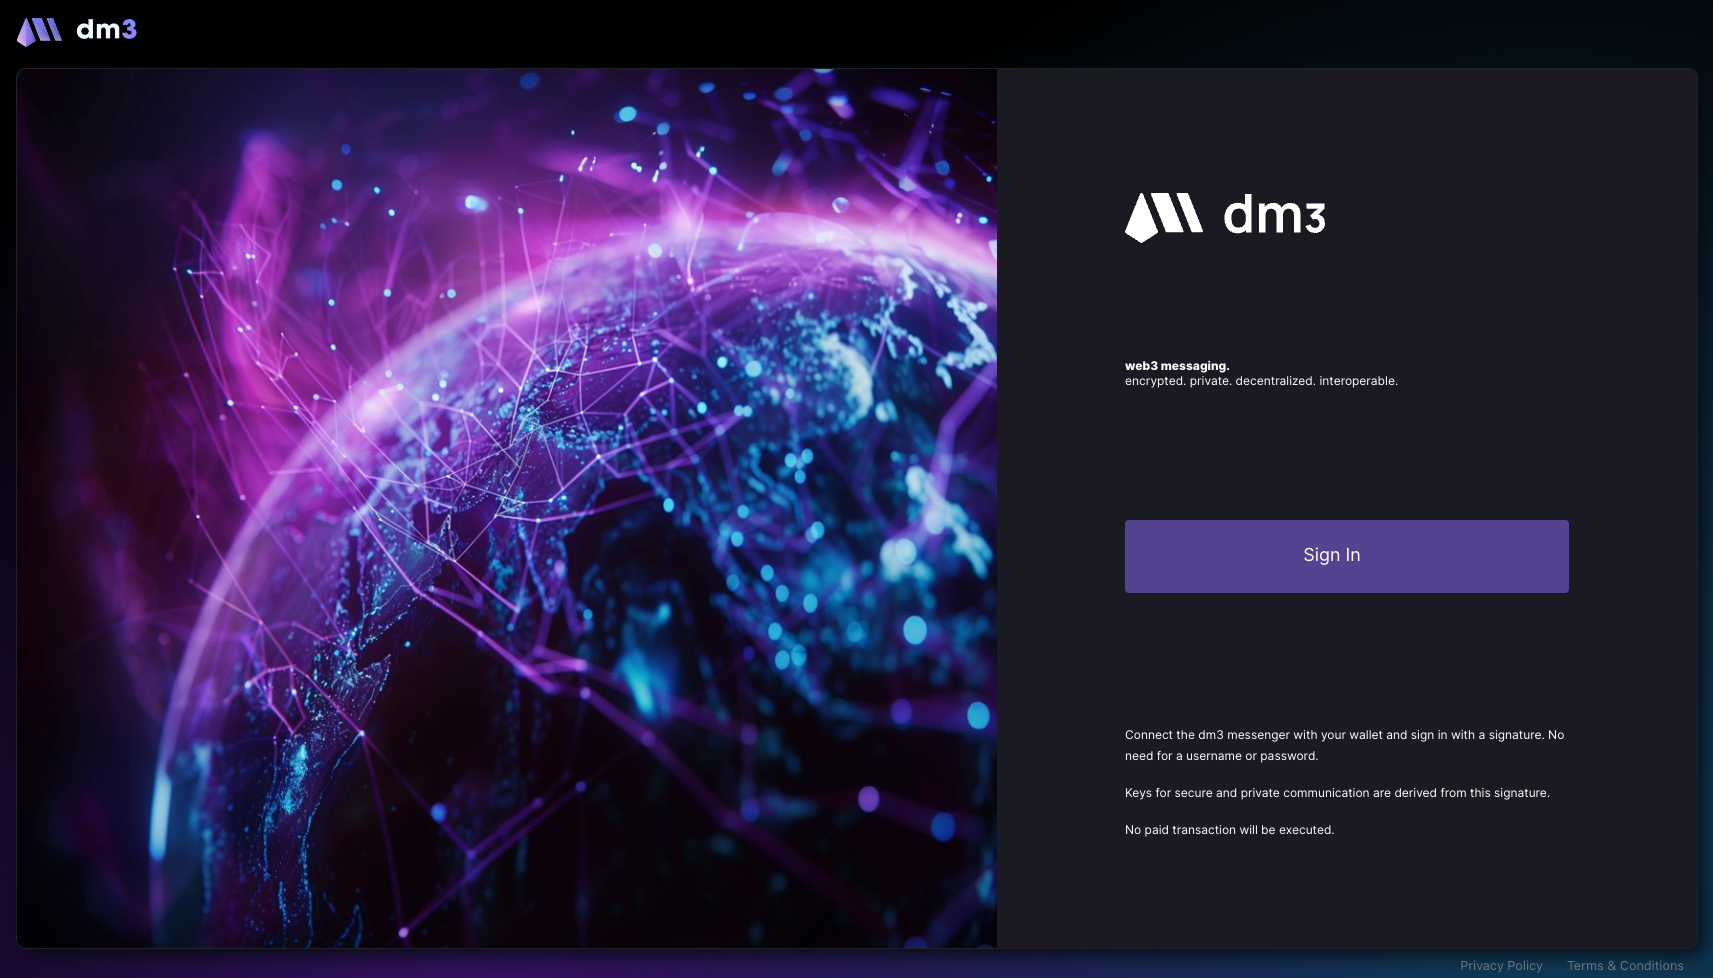 dm3
dm3
web3 messaging.
encrypted. private. decentralized. interoperable.
Sign In
Connect the dm3 messenger with your wallet and sign in with a signature. No
need for a username or password.
Keys for secure and private communication are derived from this signature.
No paid transaction will be executed.
Privacy Policy Terms & Conditions